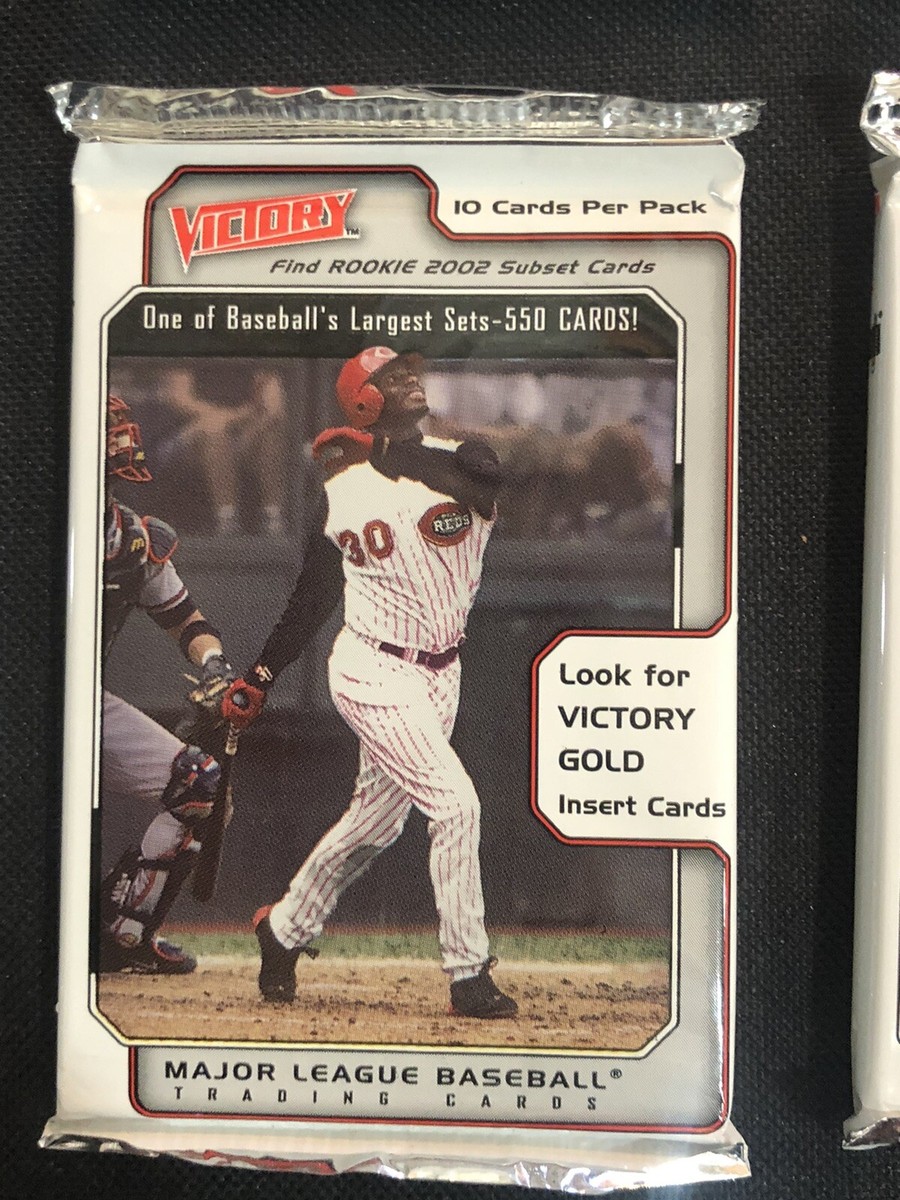 VICTORY™
10 Cards Per Pack
Find ROOKIE 2002 Subset Cards
One of Baseball's Largest Sets-550 CARDS!
30
REDS
Look for
VICTORY
GOLD
Insert Cards
MAJOR LEAGUE BASEBALL®
TRADING CARDS